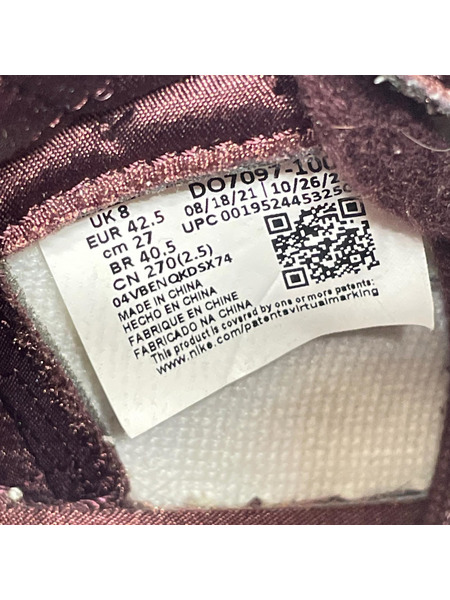 UK 8
EUR 42.5
cm 27
BR 40.5
CN 270(2.5)
04VBENQKDSX74
DO7097-100
08/18/21 | 10/26/2
UPC 00195244532
MADE IN CHINA
HECHO EN CHINA
FABRIQUE EN CHINE
FABRICADO NA CHINA
This product is covered by one or more patents:
www.nike.com/patentsvirtualmarking